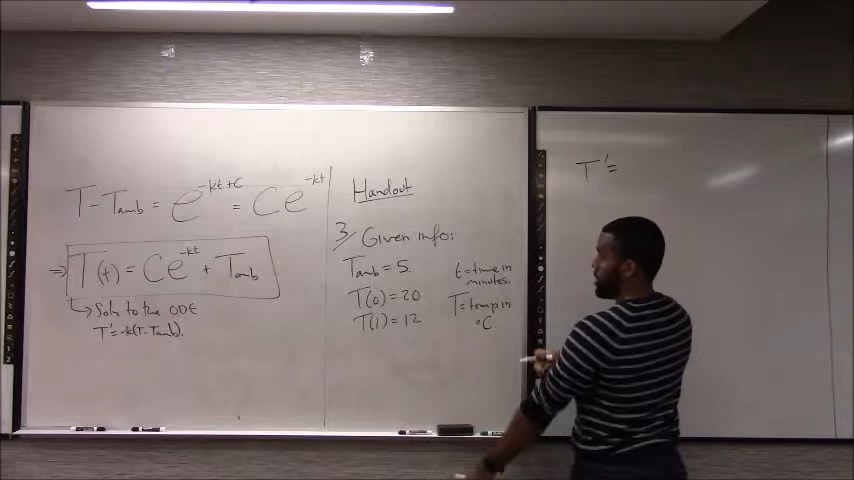 T - Tamb = e^{-kt+c} = Ce^{-kt}
⇒ T(t) = Ce^{-kt} + Tamb
↳ Soln to the ODE
T' = -k(T-Tamb).
Handout
3/ Given info:
Tamb = 5.
T(0) = 20
T(1) = 12
t = time in
minutes.
T = temp in
°C
T' =